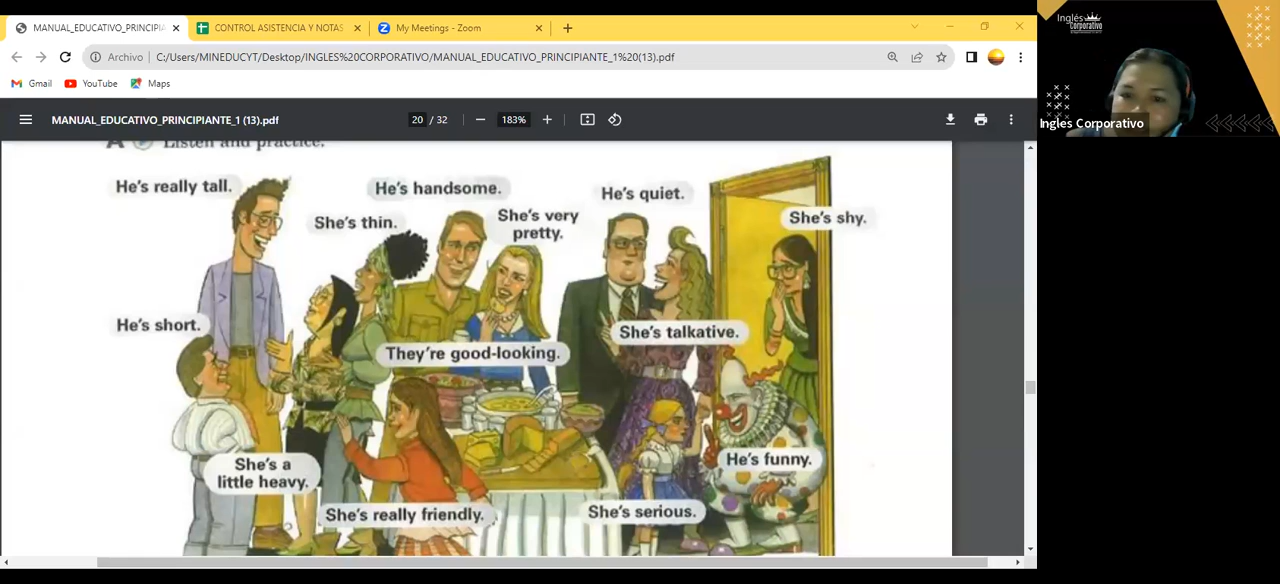 MANUAL_EDUCATIVO_PRINCIPIA
CONTROL ASISTENCIA Y NOTAS
My Meetings - Zoom
Archivo
C:/Users/MINEDUCYT/Desktop/INGLES%20CORPORATIVO/MANUAL_EDUCATIVO_PRINCIPIANTE_1%20(13).pdf
Gmail
YouTube
Maps
MANUAL_EDUCATIVO_PRINCIPIANTE_1 (13).pdf
20 / 32
183%
A Listen and practice.
He's really tall.
He's handsome.
He's quiet.
She's thin.
She's very
pretty.
She's shy.
He's short.
She's talkative.
They're good-looking.
She's a
little heavy.
He's funny.
She's really friendly.
She's serious.
Inglés
Corporativo
Ingles Corporativo